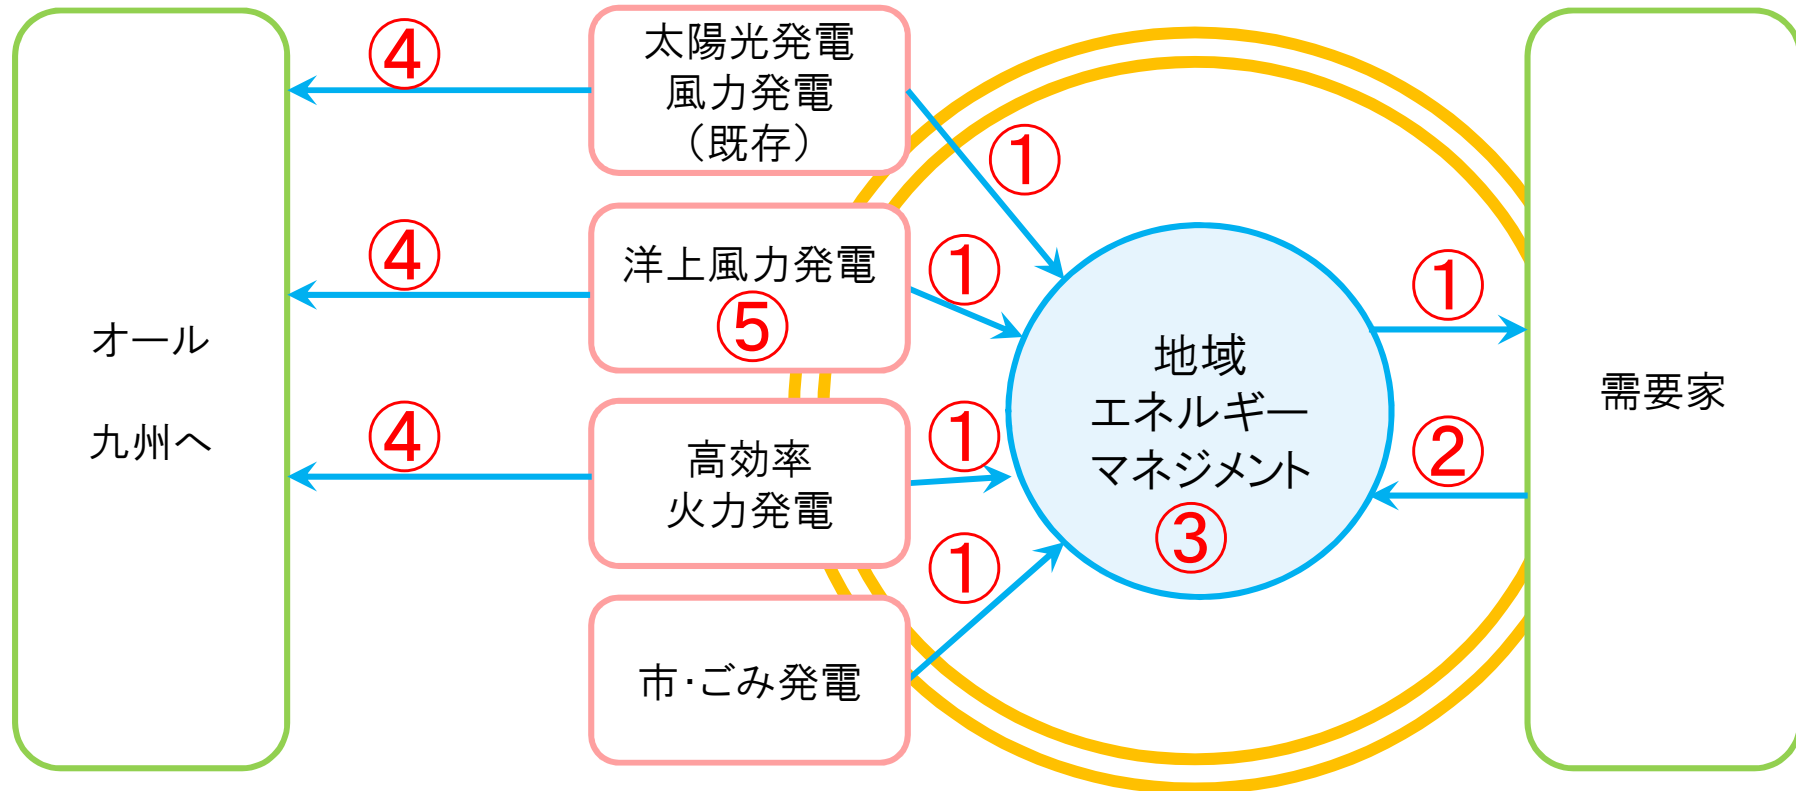 オール
九州へ
④
④
④
太陽光発電
風力発電
（既存）
洋上風力発電
⑤
高効率
火力発電
市・ごみ発電
①
①
①
①
地域
エネルギー
マネジメント
③
①
②
需要家